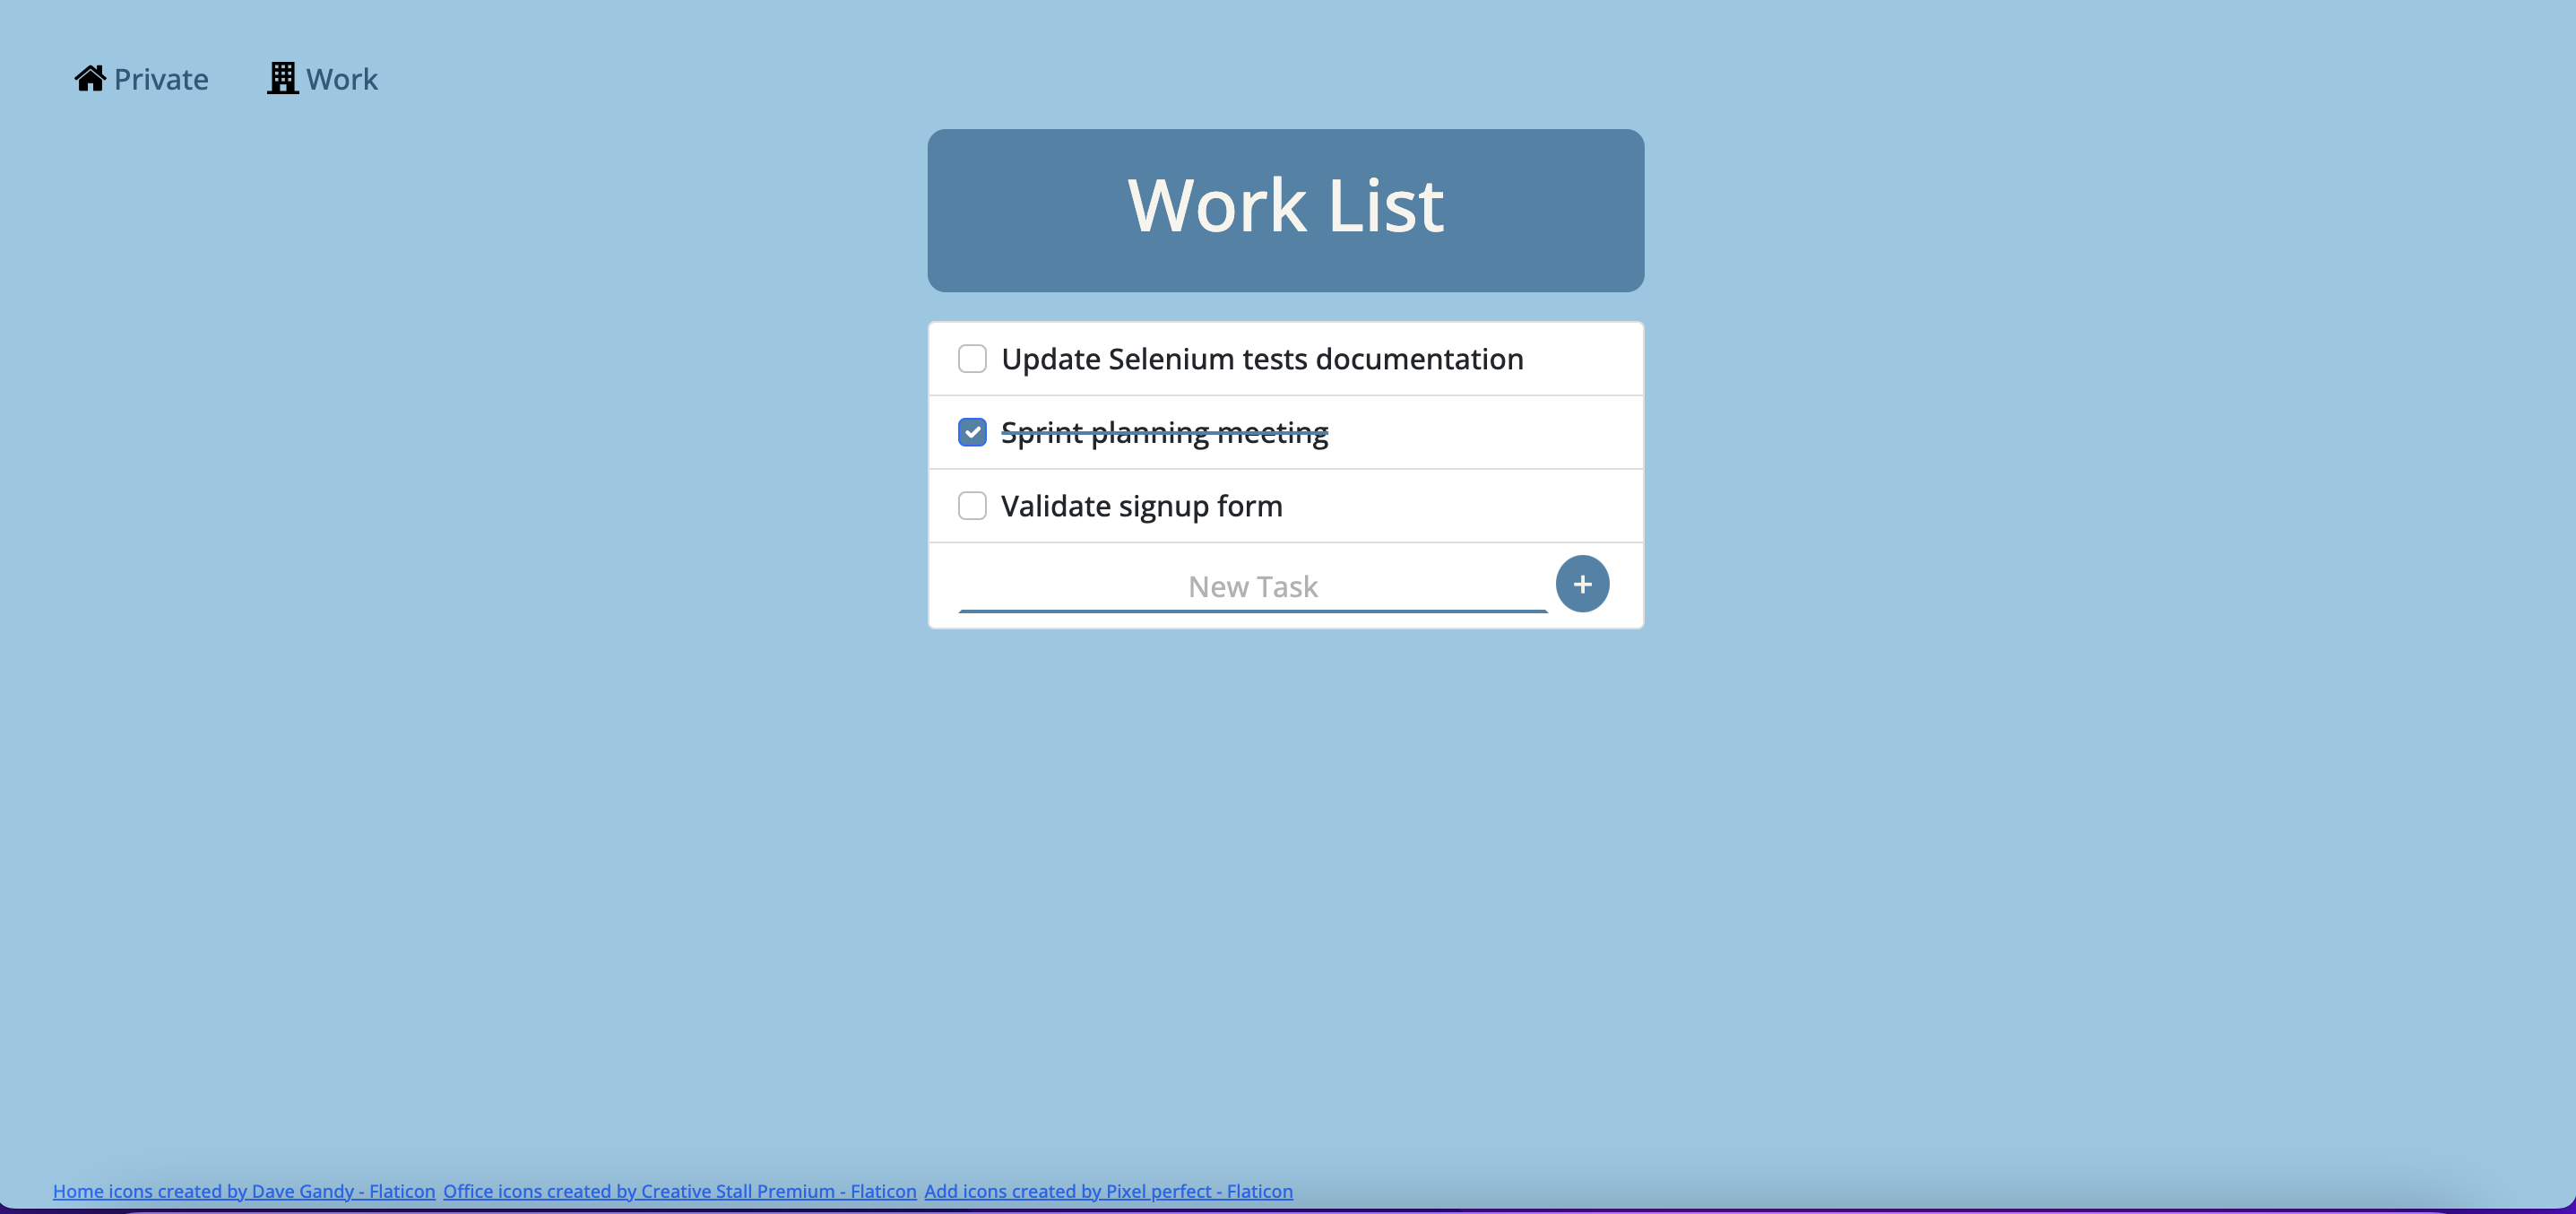 Private Work
Work List
Update Selenium tests documentation
Sprint planning meeting
Validate signup form
New Task
Home icons created by Dave Gandy - Flaticon Office icons created by Creative Stall Premium - Flaticon Add icons created by Pixel perfect - Flaticon